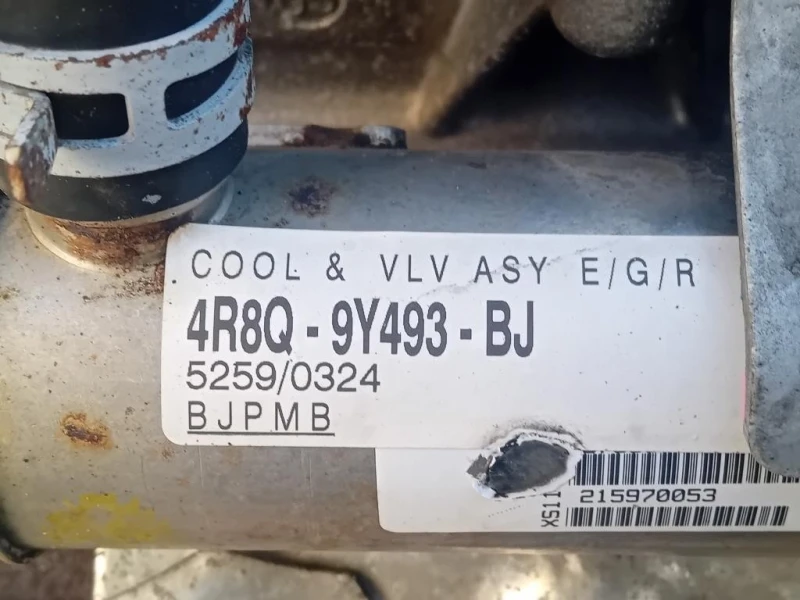 COOL & VLV ASY E/G/R
4R8Q - 9Y493 - BJ
5259/0324
BJPMB
XS11
215970053